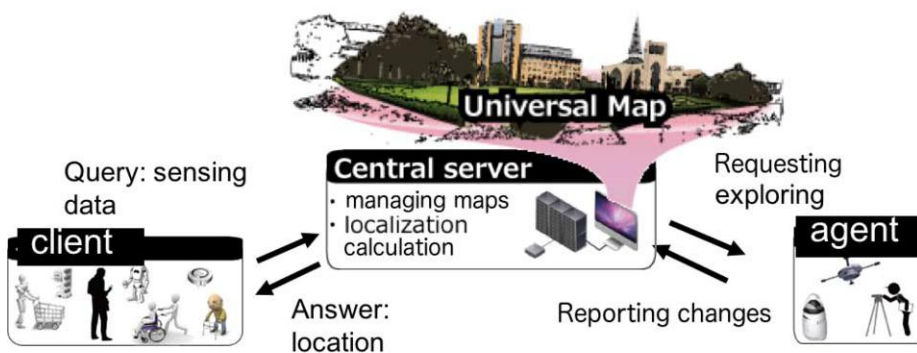 Universal Map
Central server
・ managing maps
・ localization
calculation
Query: sensing
data
client
Answer:
location
Requesting
exploring
agent
Reporting changes